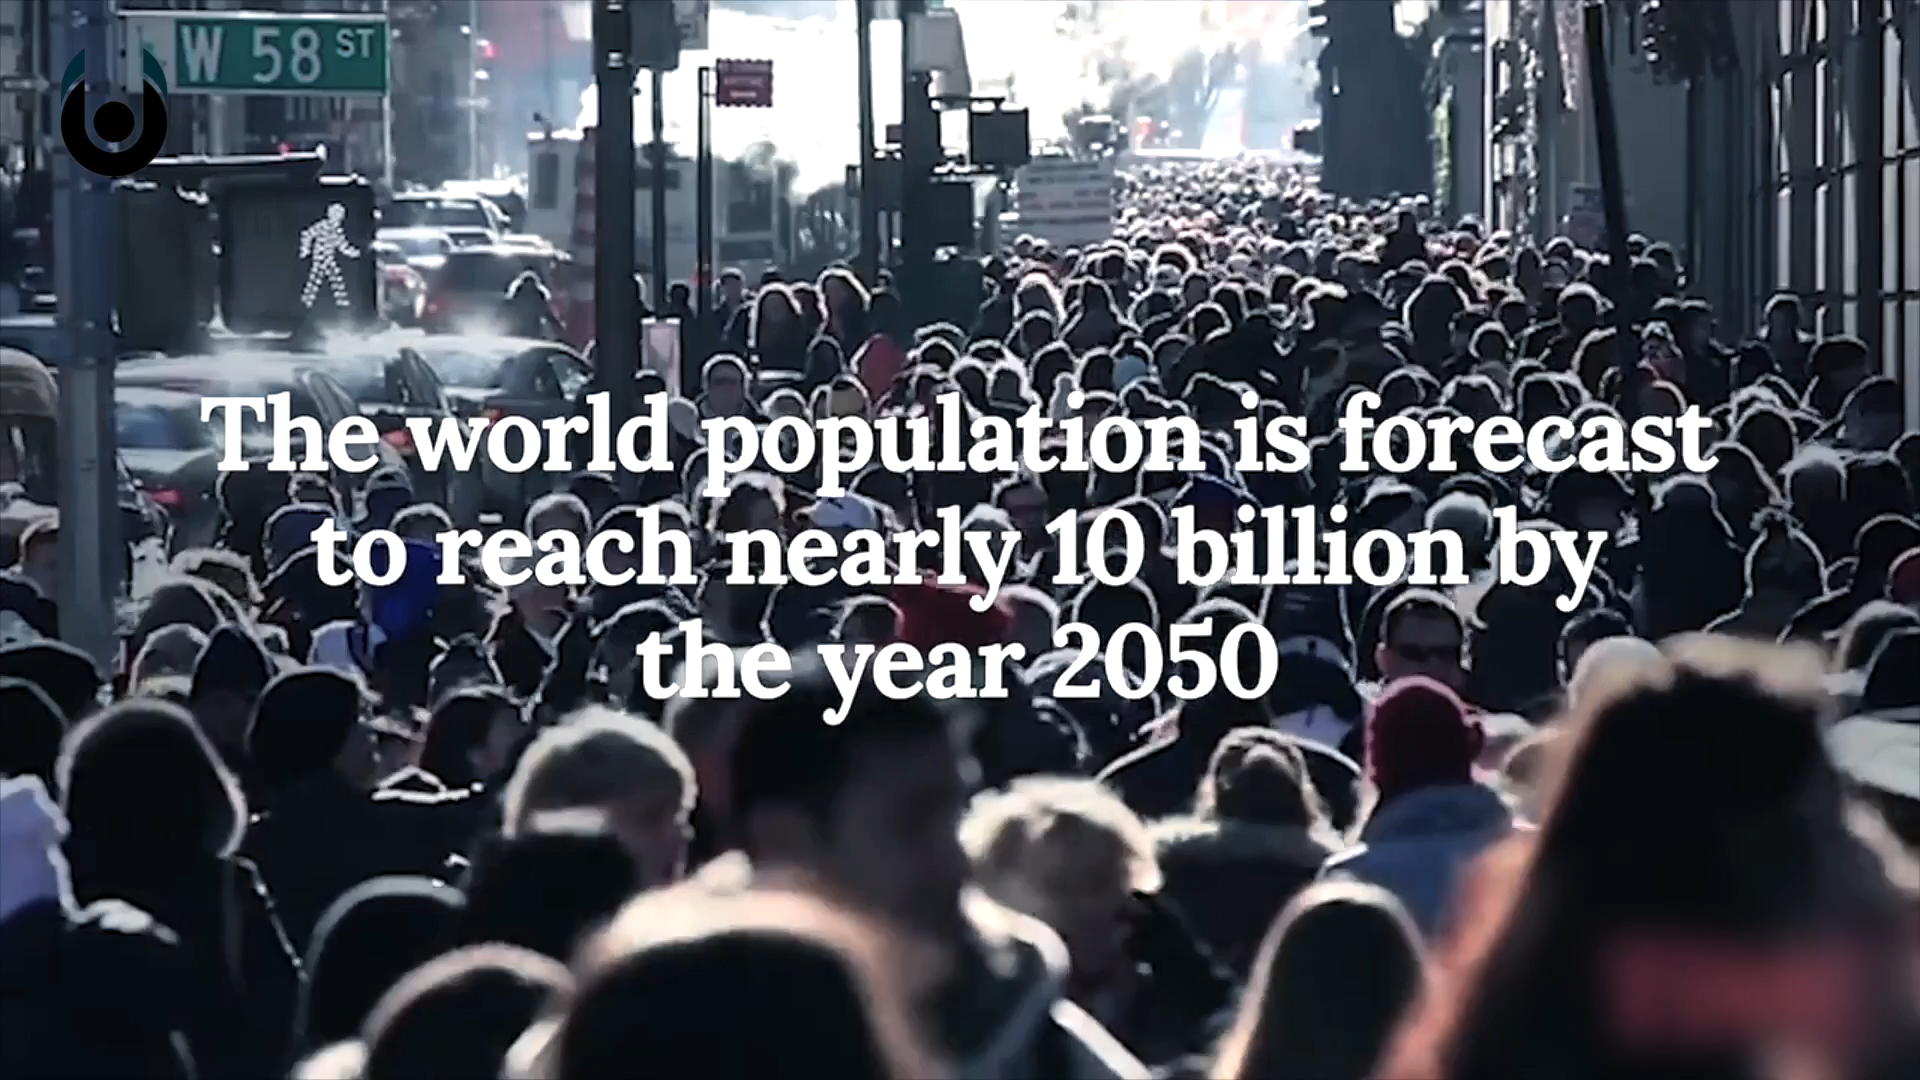 W 58 ST
The world population is forecast
to reach nearly 10 billion by
the year 2050